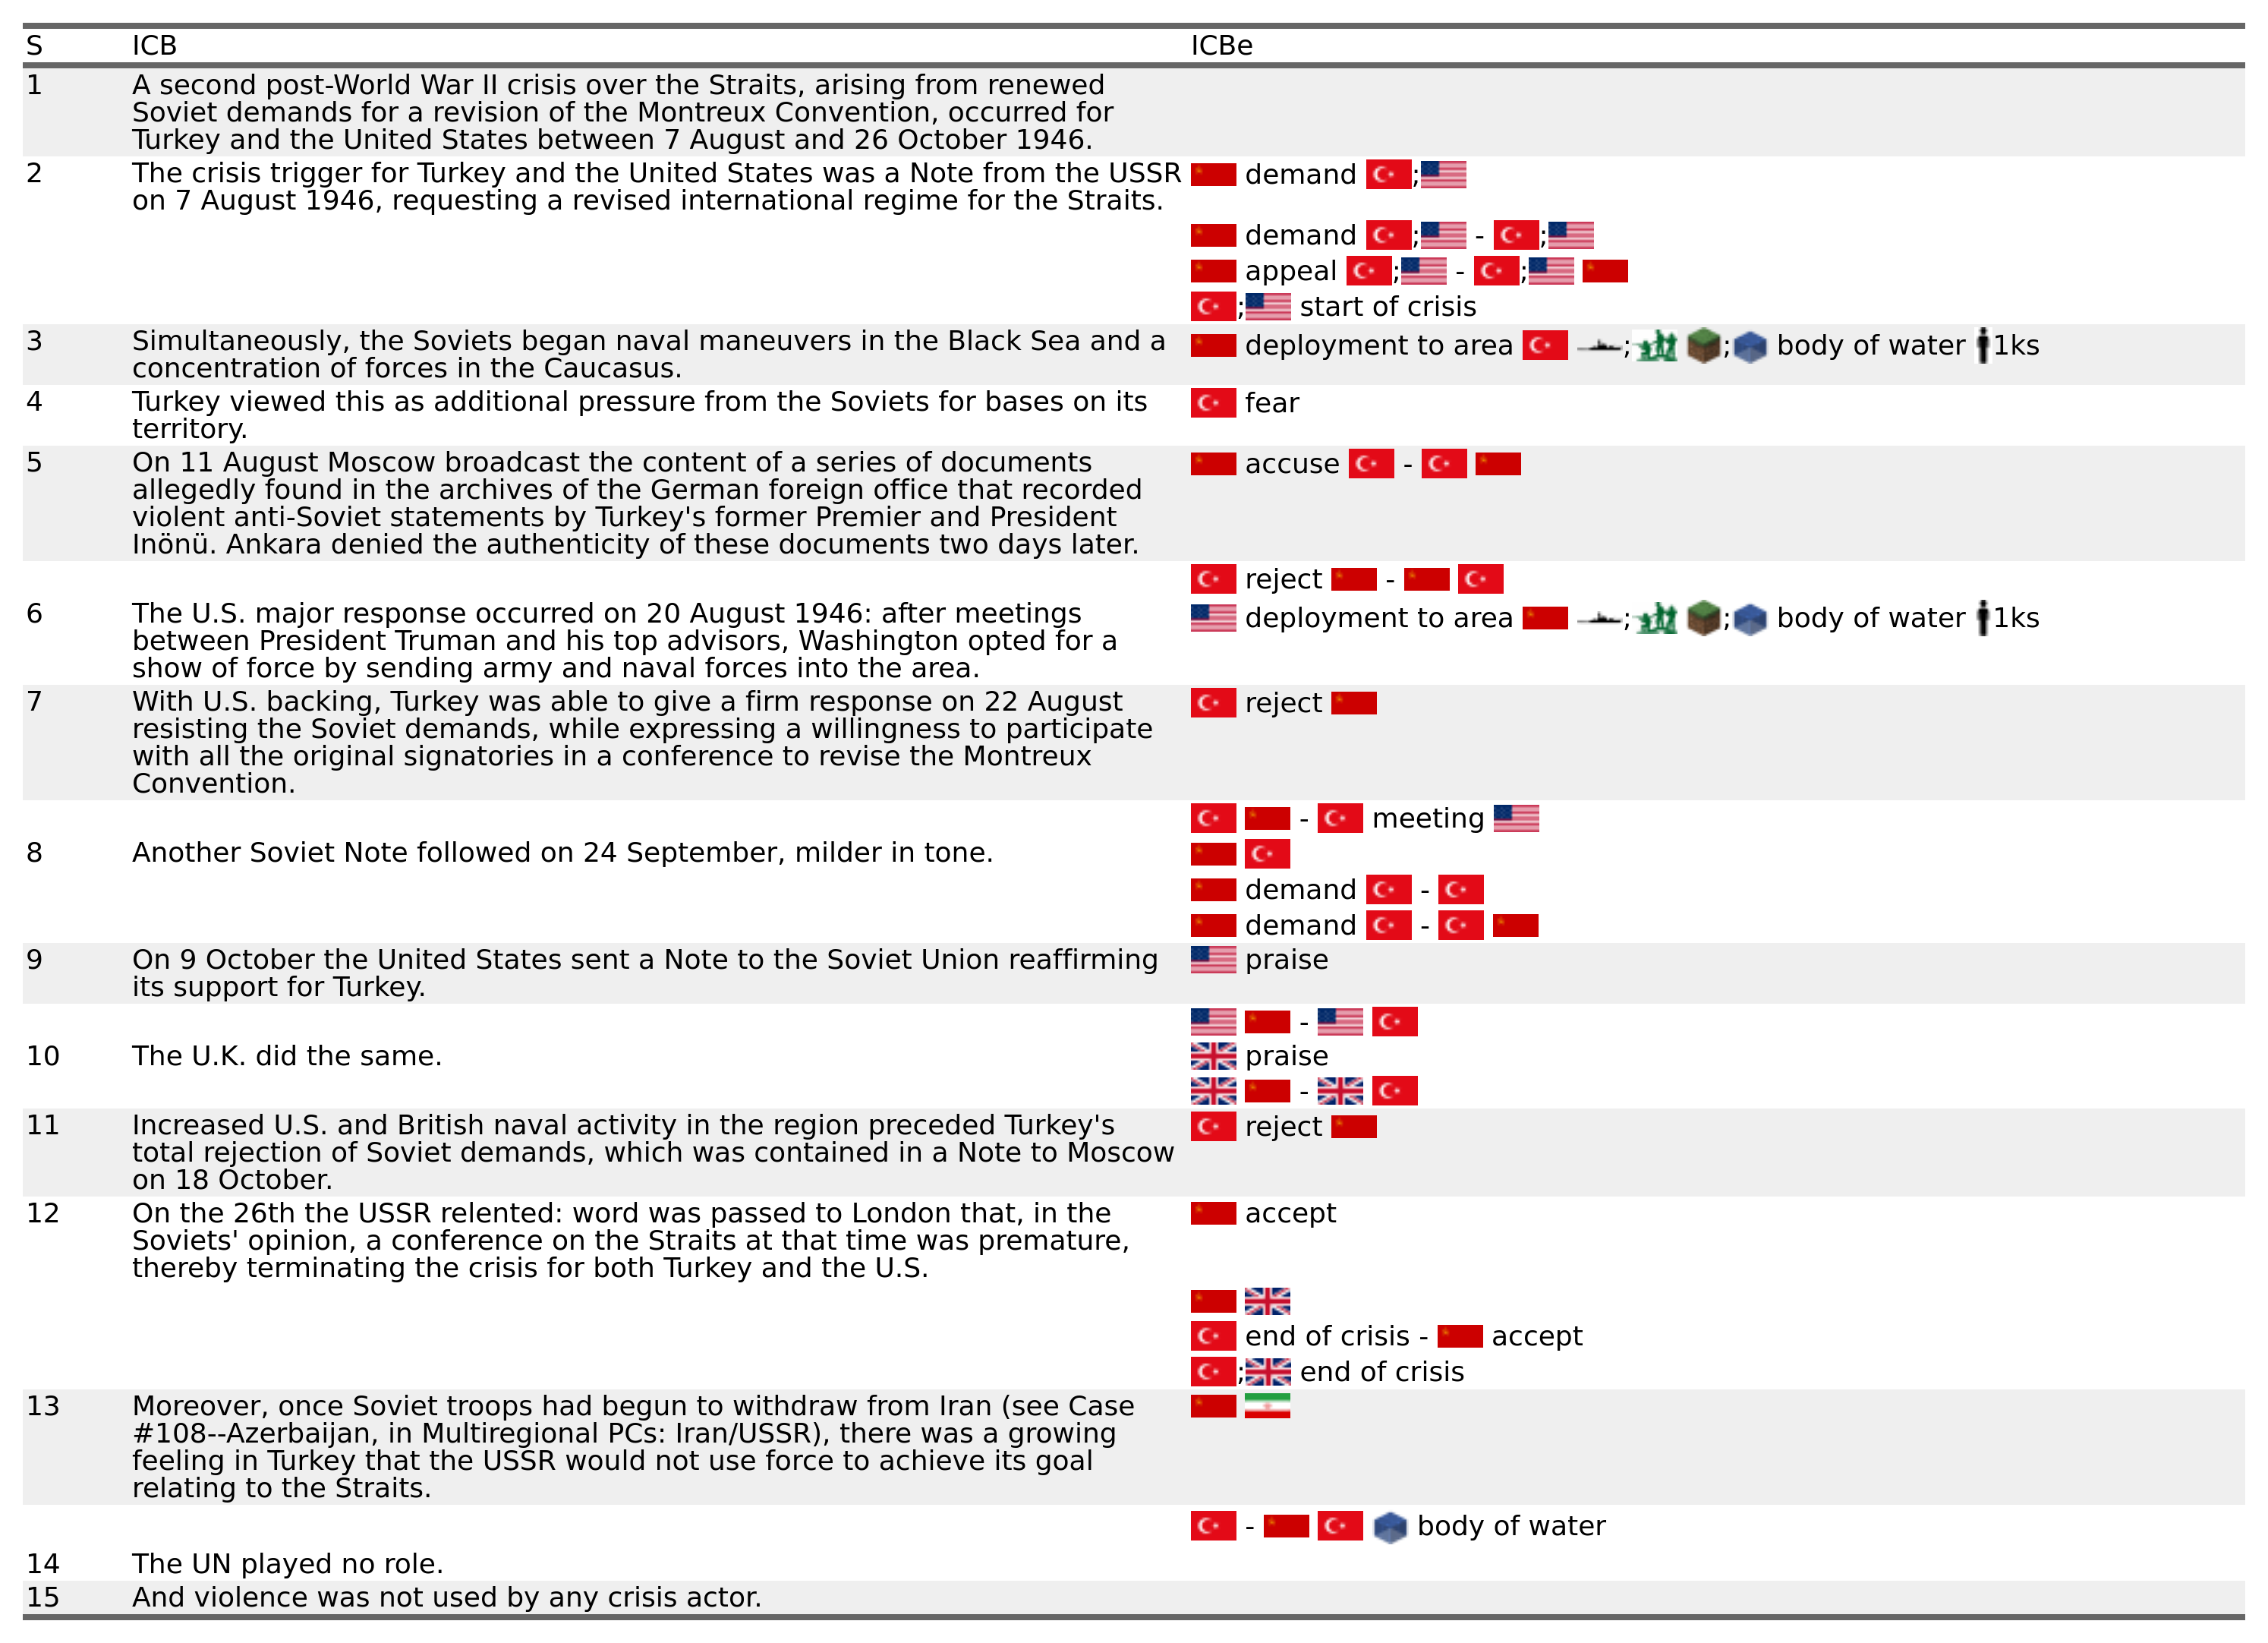 S ICB ICBe
1 A second post-World War II crisis over the Straits, arising from renewed
Soviet demands for a revision of the Montreux Convention, occurred for
Turkey and the United States between 7 August and 26 October 1946.
2 The crisis trigger for Turkey and the United States was a Note from the USSR demand ;
on 7 August 1946, requesting a revised international regime for the Straits.
demand ; - ;
appeal ; - ;
; start of crisis
3 Simultaneously, the Soviets began naval maneuvers in the Black Sea and a deployment to area ; ; body of water 1ks
concentration of forces in the Caucasus.
4 Turkey viewed this as additional pressure from the Soviets for bases on its fear
territory.
5 On 11 August Moscow broadcast the content of a series of documents accuse -
allegedly found in the archives of the German foreign office that recorded
violent anti-Soviet statements by Turkey's former Premier and President
Inönü. Ankara denied the authenticity of these documents two days later.
reject -
6 The U.S. major response occurred on 20 August 1946: after meetings deployment to area ; ; body of water 1ks
between President Truman and his top advisors, Washington opted for a
show of force by sending army and naval forces into the area.
7 With U.S. backing, Turkey was able to give a firm response on 22 August reject
resisting the Soviet demands, while expressing a willingness to participate
with all the original signatories in a conference to revise the Montreux
Convention.
- meeting
8 Another Soviet Note followed on 24 September, milder in tone.
demand -
demand -
9 On 9 October the United States sent a Note to the Soviet Union reaffirming praise
its support for Turkey.
-
10 The U.K. did the same. praise
-
11 Increased U.S. and British naval activity in the region preceded Turkey's reject
total rejection of Soviet demands, which was contained in a Note to Moscow
on 18 October.
12 On the 26th the USSR relented: word was passed to London that, in the accept
Soviets' opinion, a conference on the Straits at that time was premature,
thereby terminating the crisis for both Turkey and the U.S.
end of crisis - accept
; end of crisis
13 Moreover, once Soviet troops had begun to withdraw from Iran (see Case
#108--Azerbaijan, in Multiregional PCs: Iran/USSR), there was a growing
feeling in Turkey that the USSR would not use force to achieve its goal
relating to the Straits.
- body of water
14 The UN played no role.
15 And violence was not used by any crisis actor.